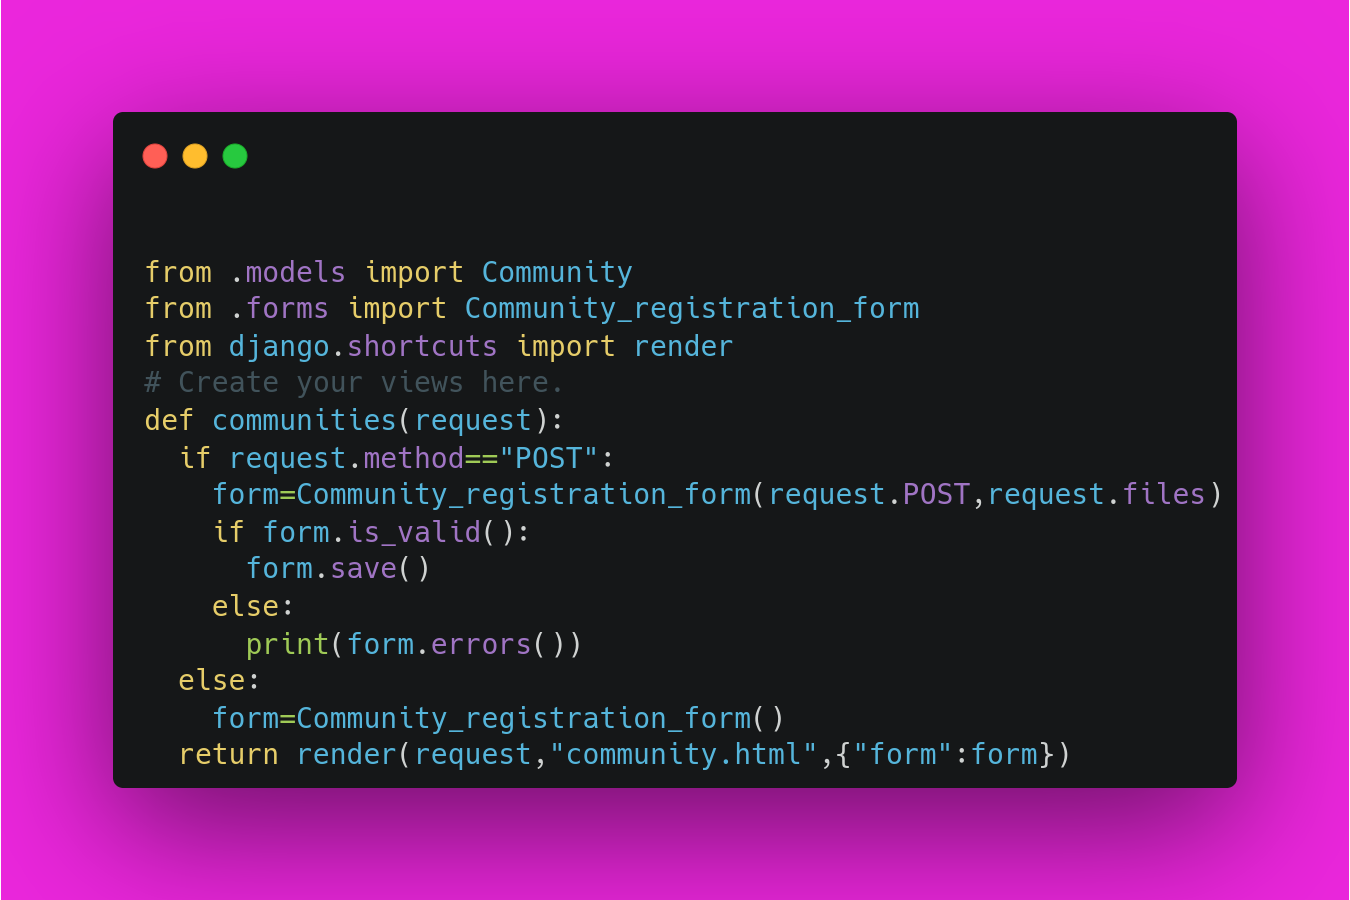 from .models import Community
from .forms import Community_registration_form
from django.shortcuts import render
# Create your views here.
def communities(request):
  if request.method=="POST":
    form=Community_registration_form(request.POST,request.files)
    if form.is_valid():
      form.save()
    else:
      print(form.errors())
  else:
    form=Community_registration_form()
  return render(request,"community.html",{"form":form})